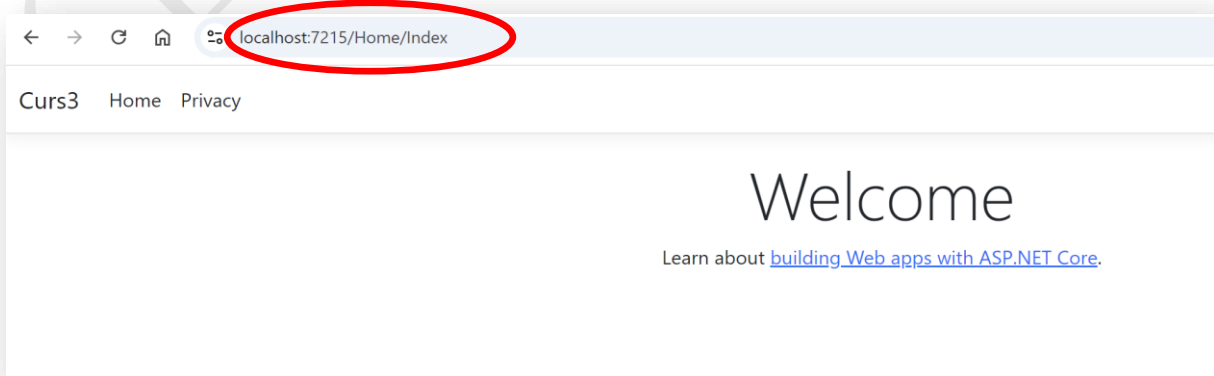 localhost:7215/Home/Index
Curs3 Home Privacy
Welcome
Learn about building Web apps with ASP.NET Core.